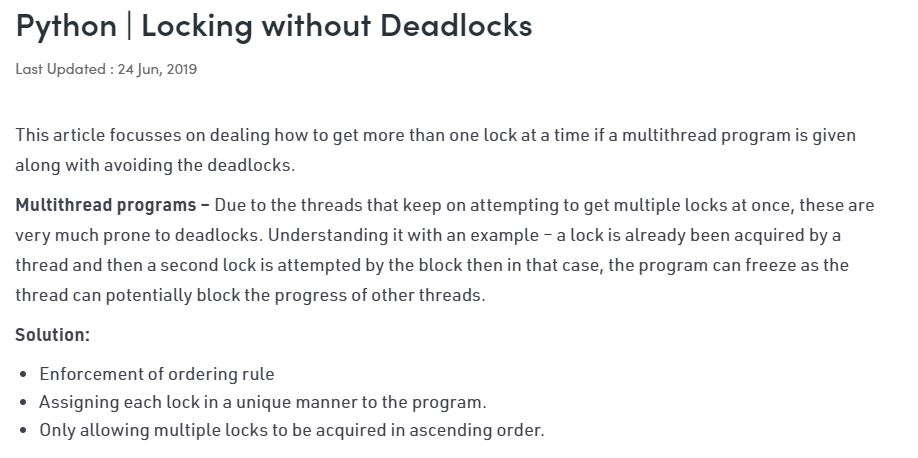 Python | Locking without Deadlocks
Last Updated : 24 Jun, 2019
This article focusses on dealing how to get more than one lock at a time if a multithread program is given
along with avoiding the deadlocks.
Multithread programs – Due to the threads that keep on attempting to get multiple locks at once, these are
very much prone to deadlocks. Understanding it with an example – a lock is already been acquired by a
thread and then a second lock is attempted by the block then in that case, the program can freeze as the
thread can potentially block the progress of other threads.
Solution:
• Enforcement of ordering rule
• Assigning each lock in a unique manner to the program.
• Only allowing multiple locks to be acquired in ascending order.